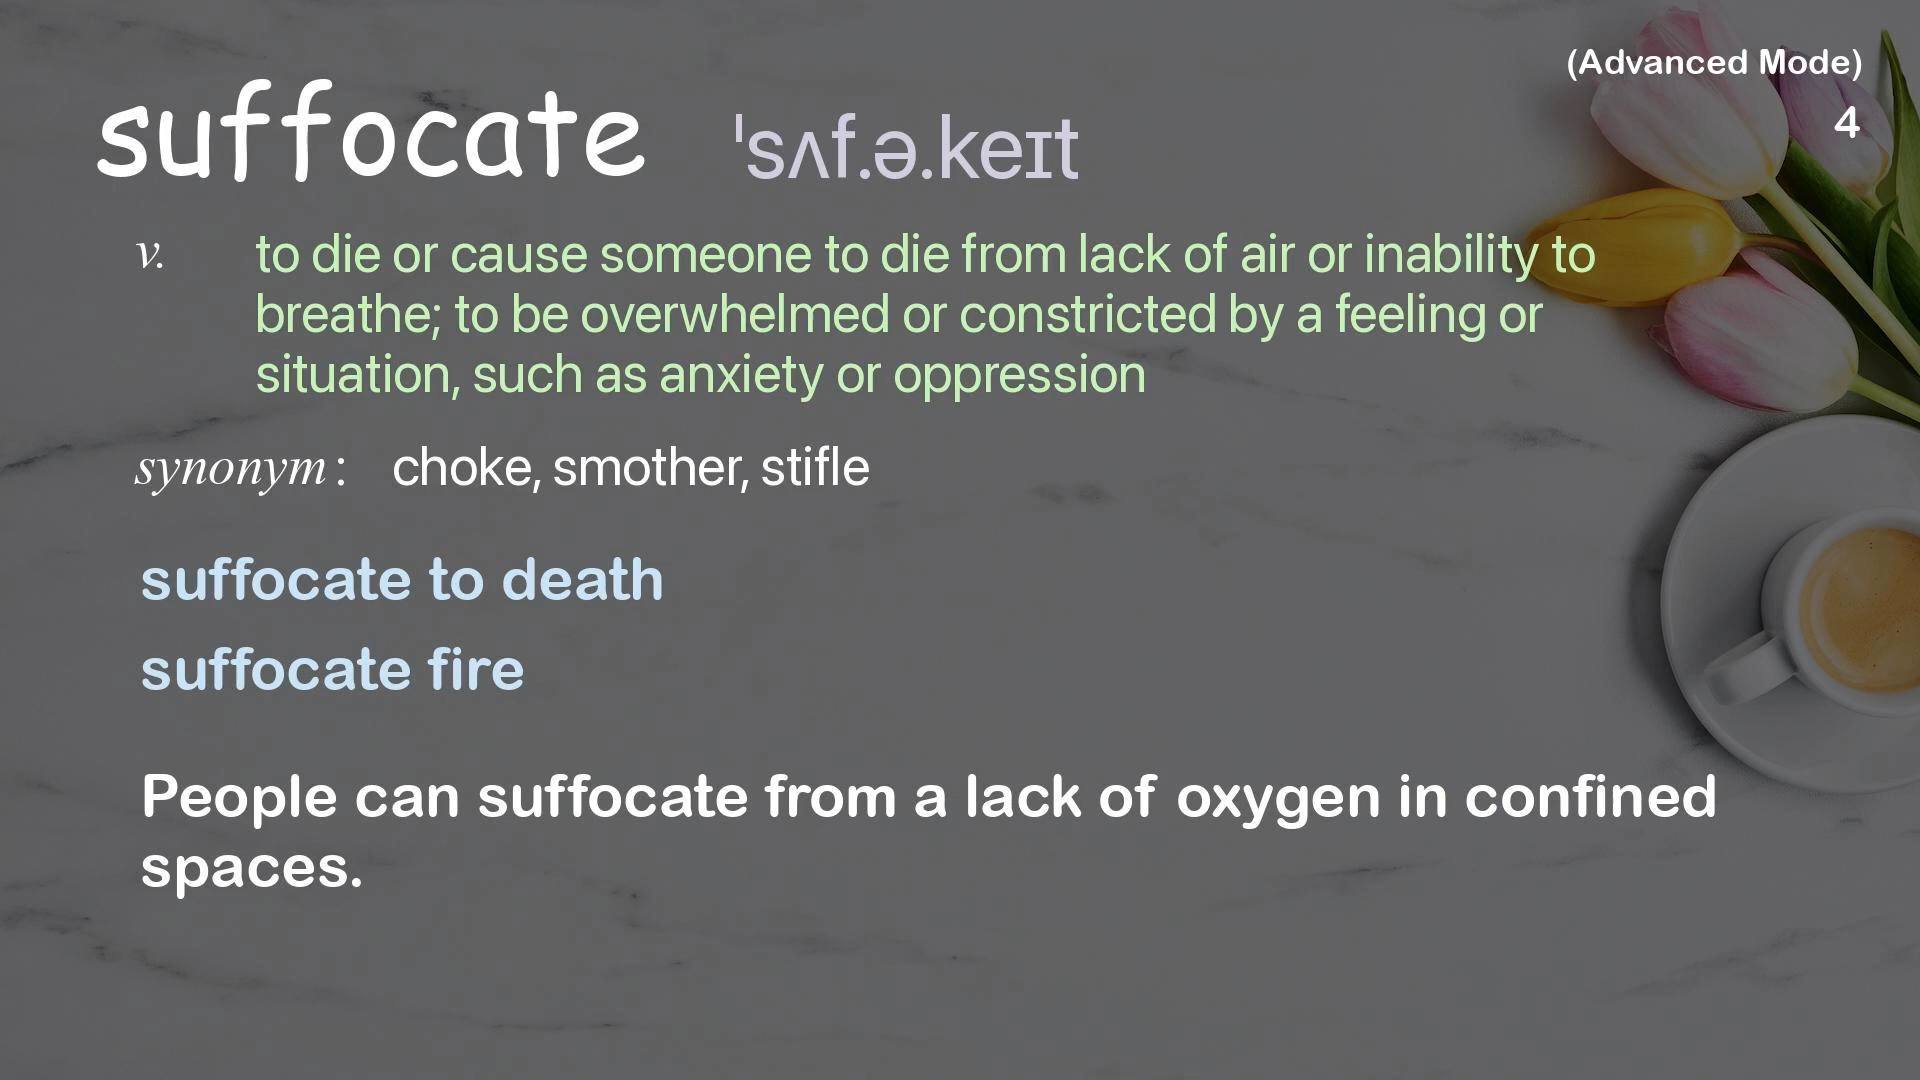 (Advanced Mode)
4
suffocate ˈsʌf.ə.keɪt
v. to die or cause someone to die from lack of air or inability to
breathe; to be overwhelmed or constricted by a feeling or
situation, such as anxiety or oppression
synonym: choke, smother, stifle
suffocate to death
suffocate fire
People can suffocate from a lack of oxygen in confined
spaces.